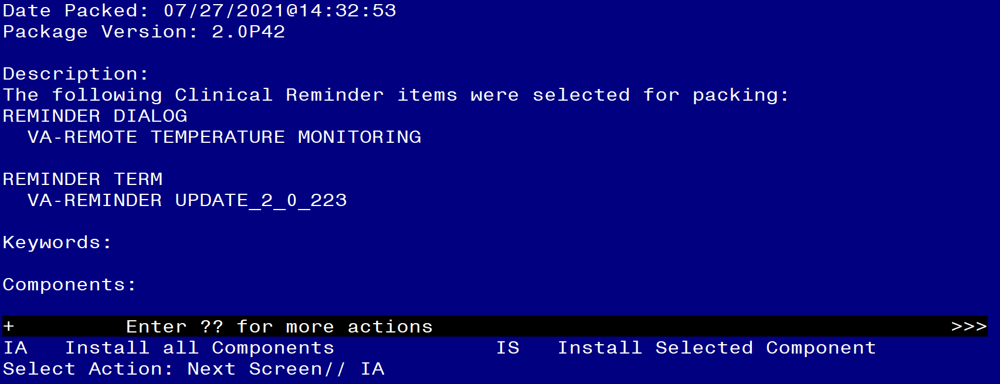 Date Packed: 07/27/2021@14:32:53
Package Version: 2.0P42
Description:
The following Clinical Reminder items were selected for packing:
REMINDER DIALOG
VA-REMOTE TEMPERATURE MONITORING
REMINDER TERM
VA-REMINDER UPDATE_2_0_223
Keywords:
Components:
+ Enter ?? for more actions >>>
IA Install all Components IS Install Selected Component
Select Action: Next Screen// IA